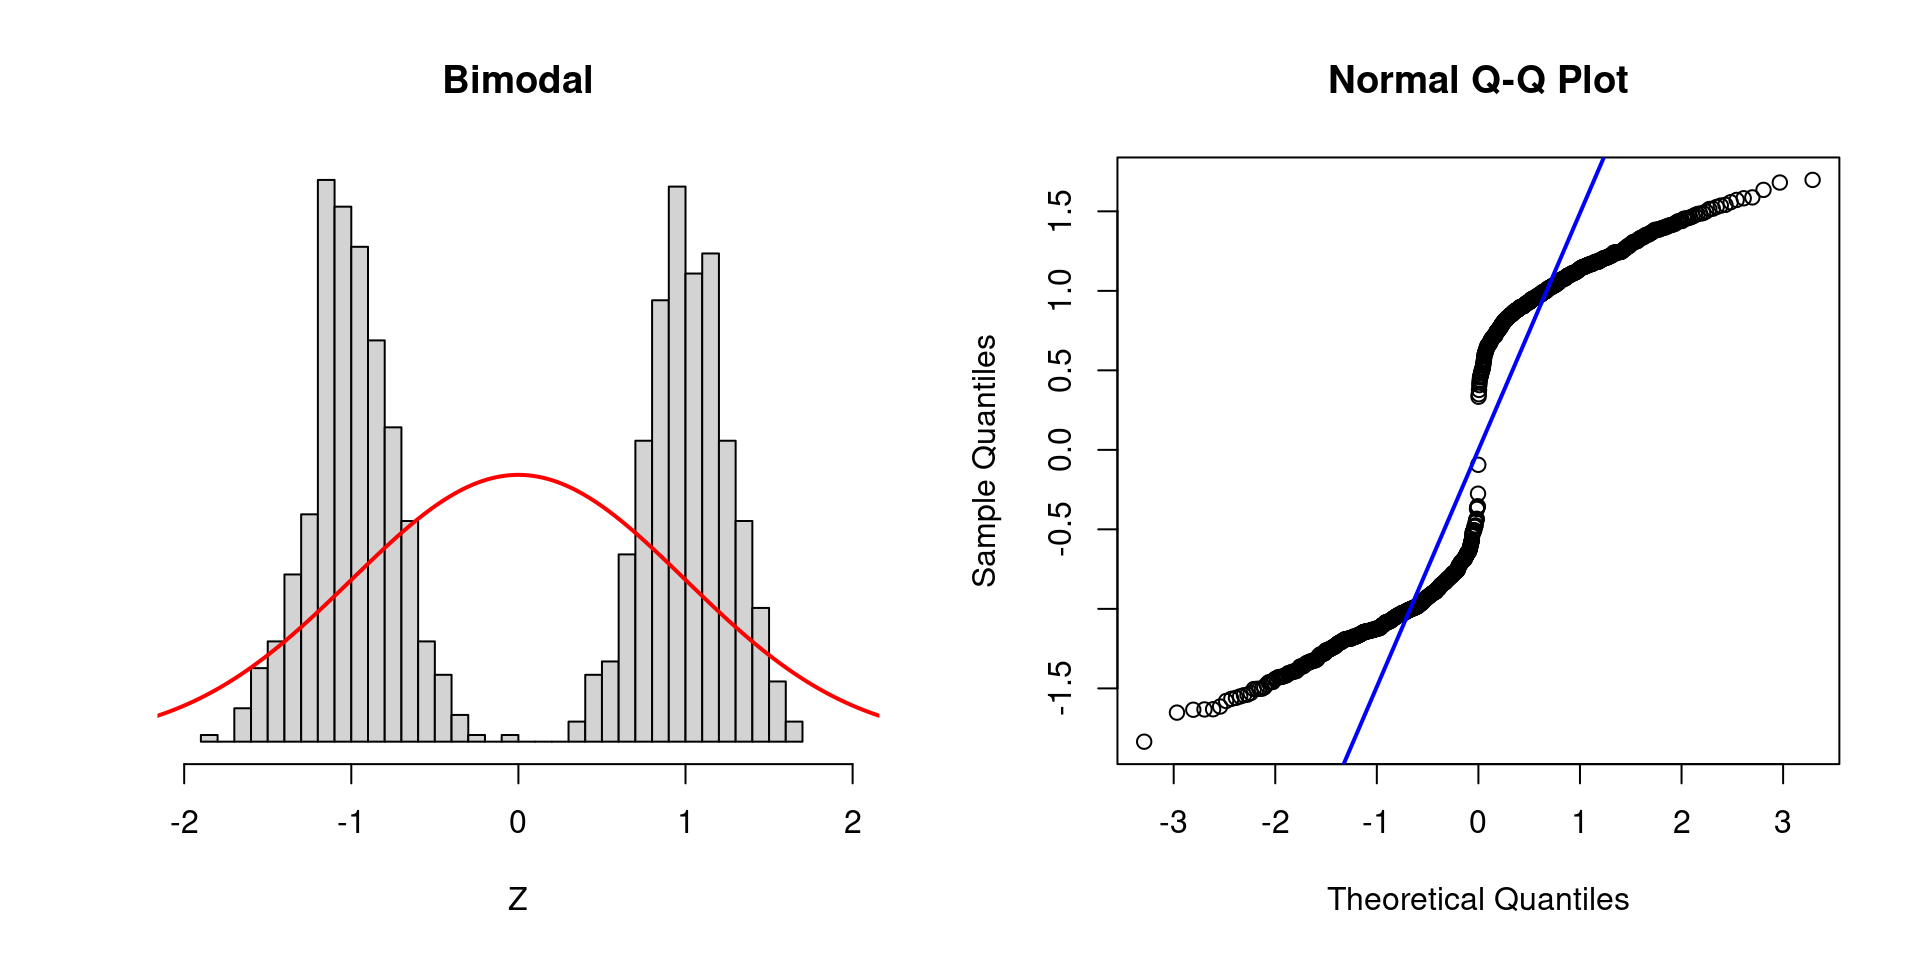 Bimodal
-2 -1 0 1 2
Z
Normal Q-Q Plot
Sample Quantiles
1.5
1.0
0.5
0.0
-0.5
-1.5
-3 -2 -1 0 1 2 3
Theoretical Quantiles